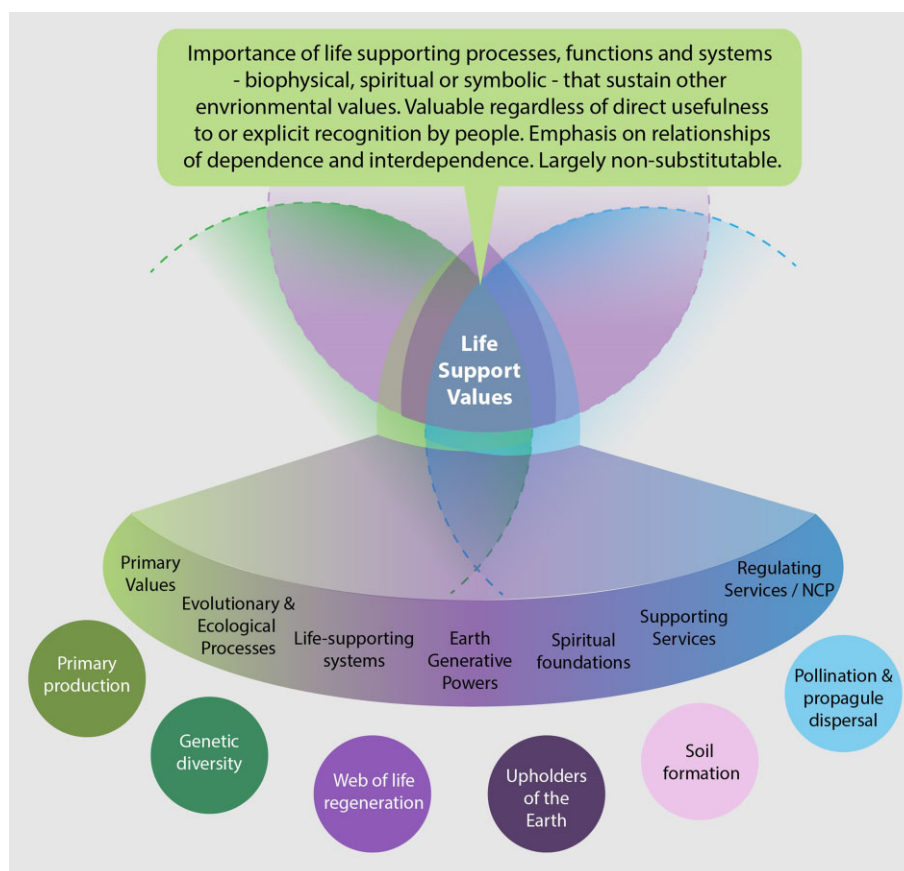 Importance of life supporting processes, functions and systems
- biophysical, spiritual or symbolic - that sustain other
envrionmental values. Valuable regardless of direct usefulness
to or explicit recognition by people. Emphasis on relationships
of dependence and interdependence. Largely non-substitutable.
Life
Support
Values
Primary
Values
Evolutionary &
Ecological
Processes
Life-supporting
systems
Earth
Generative
Powers
Spiritual
foundations
Supporting
Services
Regulating
Services / NCP
Primary
production
Genetic
diversity
Web of life
regeneration
Upholders
of the
Earth
Soil
formation
Pollination &
propagule
dispersal